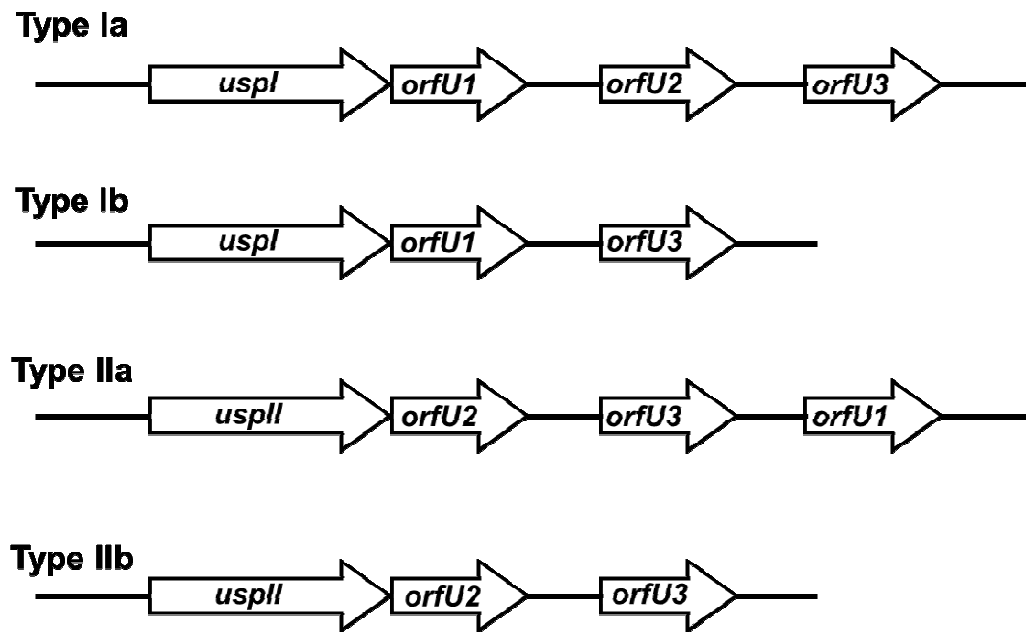 Type Ia
uspI orfU1 orfU2 orfU3
Type Ib
uspI orfU1 orfU3
Type IIa
uspII orfU2 orfU3 orfU1
Type IIb
uspII orfU2 orfU3